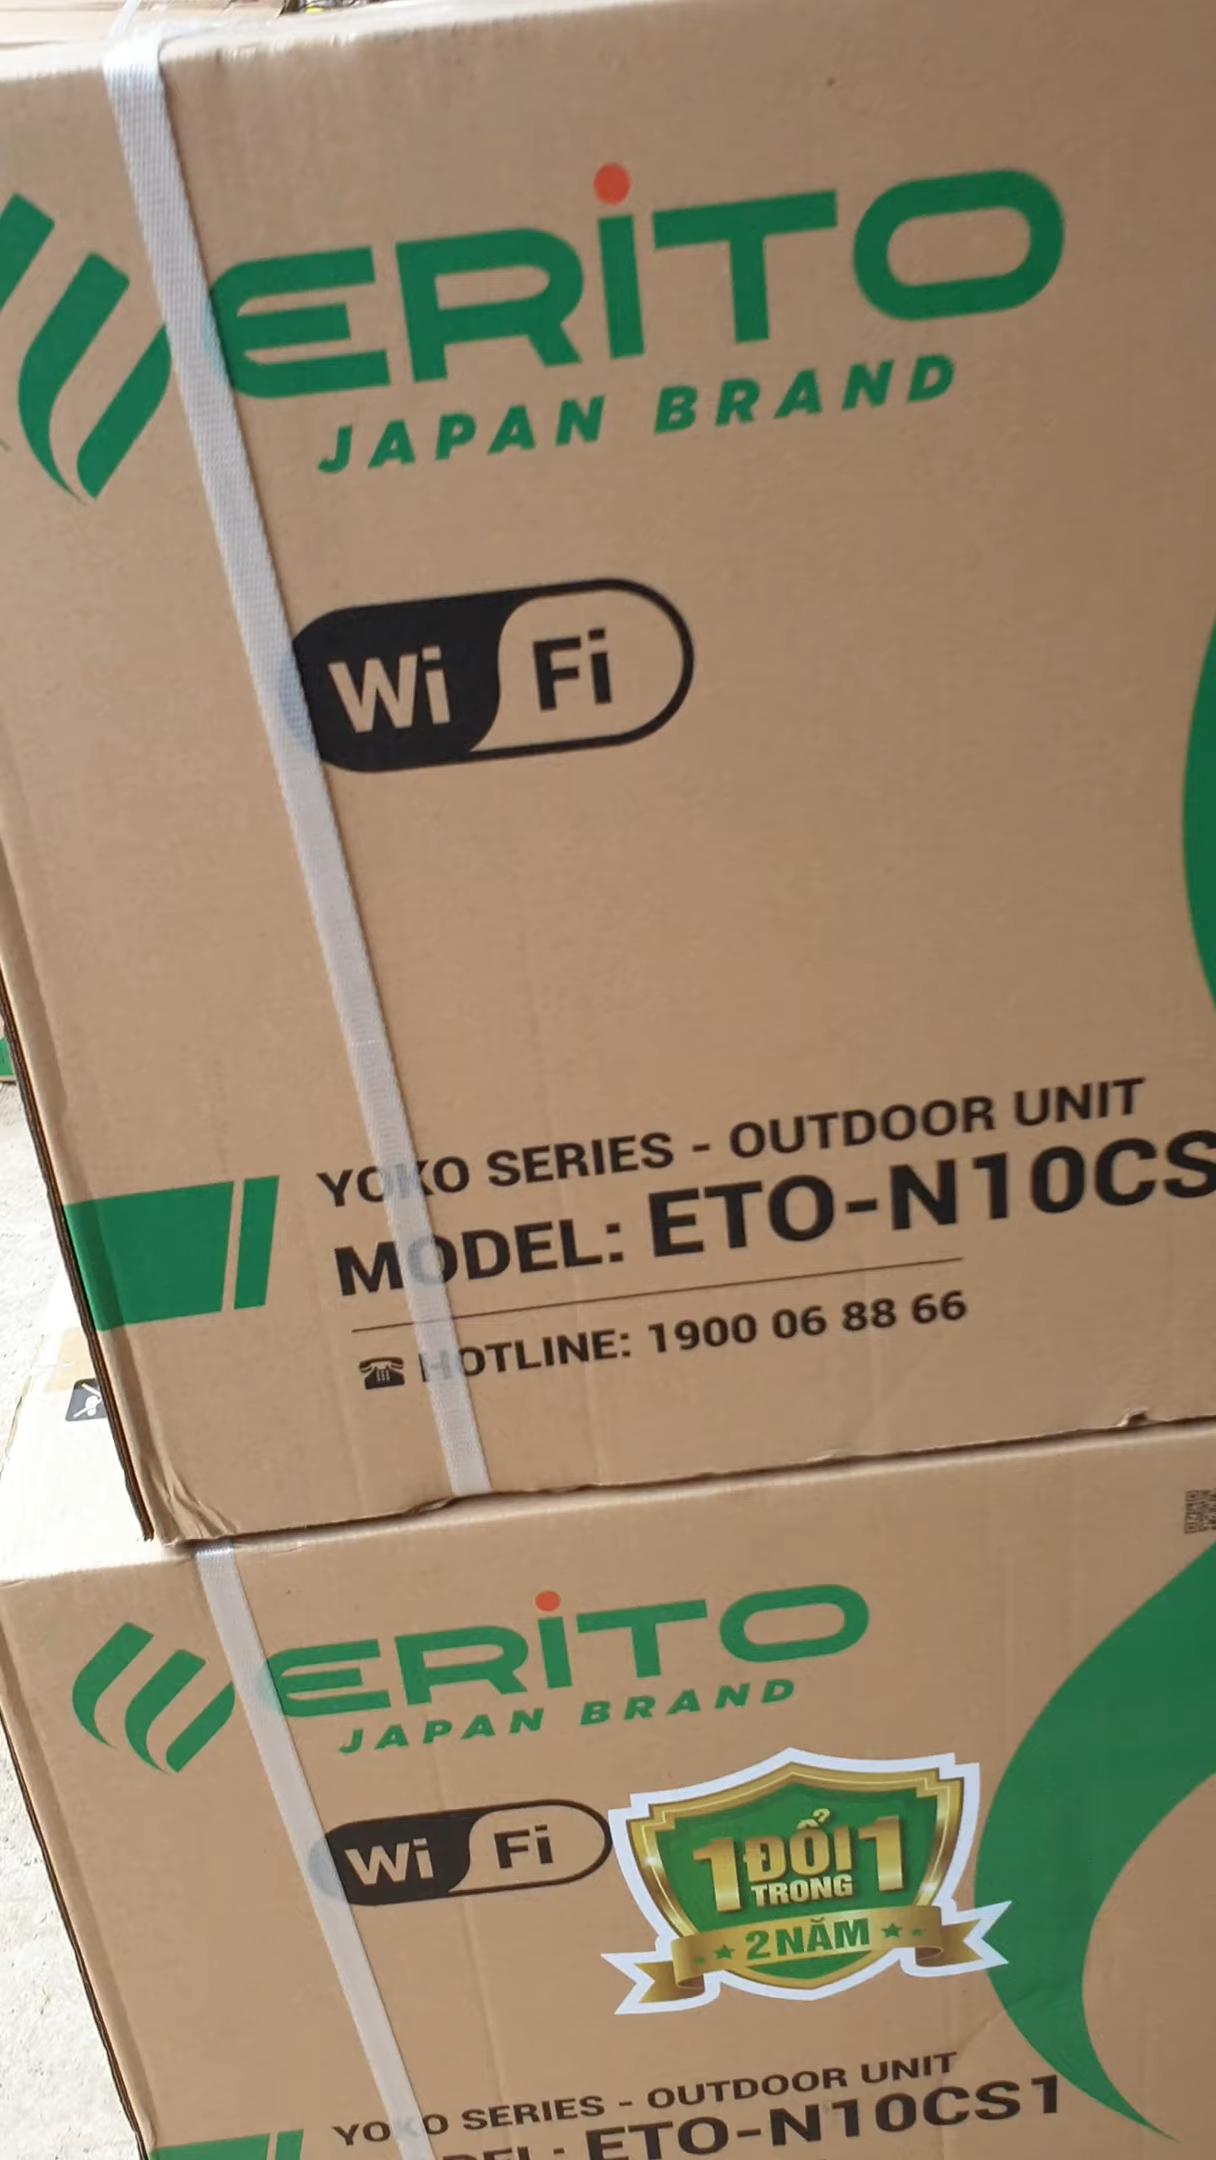 ERITO
JAPAN BRAND
Wi Fi
YOKO SERIES - OUTDOOR UNIT
MODEL: ETO-N10CS
HOTLINE: 1900 06 88 66
ERITO
JAPAN BRAND
Wi Fi
1 ĐỔI 1
TRONG
2 NĂM
YOKO SERIES - OUTDOOR UNIT
MODEL: ETO-N10CS1